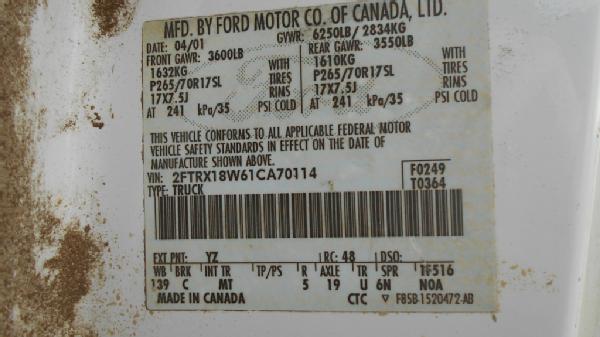 MFD. BY FORD MOTOR CO. OF CANADA, LTD.
DATE: 04/01 GVWR: 6250LB/ 2834KG
FRONT GAWR: 3600LB REAR GAWR: 3550LB
1632KG WITH 1610KG WITH
P265/70R17SL TIRES P265/70R17SL TIRES
17X7.5J RIMS 17X7.5J RIMS
AT 241 kPa/35 PSI COLD AT 241 kPa/35 PSI COLD
THIS VEHICLE CONFORMS TO ALL APPLICABLE FEDERAL MOTOR
VEHICLE SAFETY STANDARDS IN EFFECT ON THE DATE OF
MANUFACTURE SHOWN ABOVE.
VIN: 2FTRX18W61CA70114 F0249
TYPE: TRUCK T0364
EXT PNT: YZ RC: 48 DSO:
WB BRK INT TR TP/PS R AXLE TR SPR 1F516
139 C MT 5 19 U 6N NOA
MADE IN CANADA CTC ▽ F85B-1520472-AB
Ford